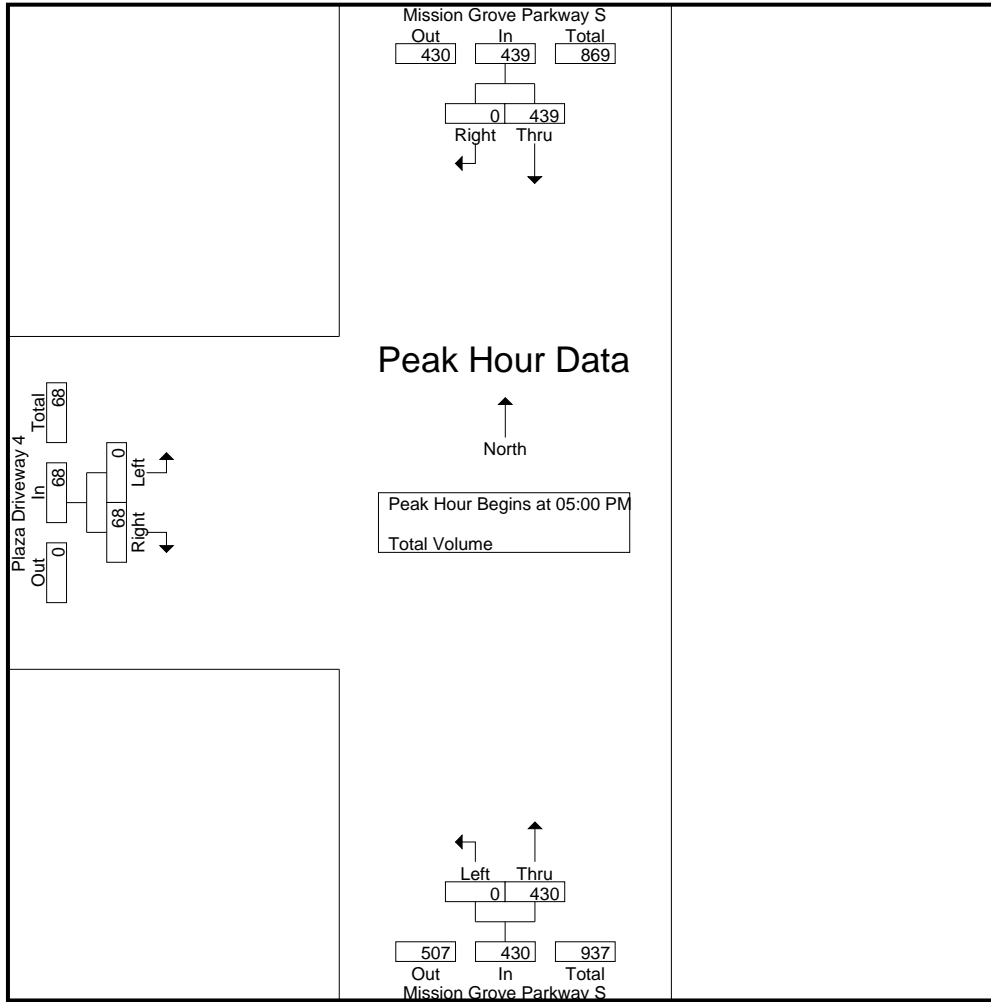 Mission Grove Parkway S
Out In Total
430 439 869
0 439
Right Thru
Peak Hour Data
North
Peak Hour Begins at 05:00 PM
Total Volume
Plaza Driveway 4
Out In Total
0 68 68
Right Left
68 0
Left Thru
0 430
507 430 937
Out In Total
Mission Grove Parkway S